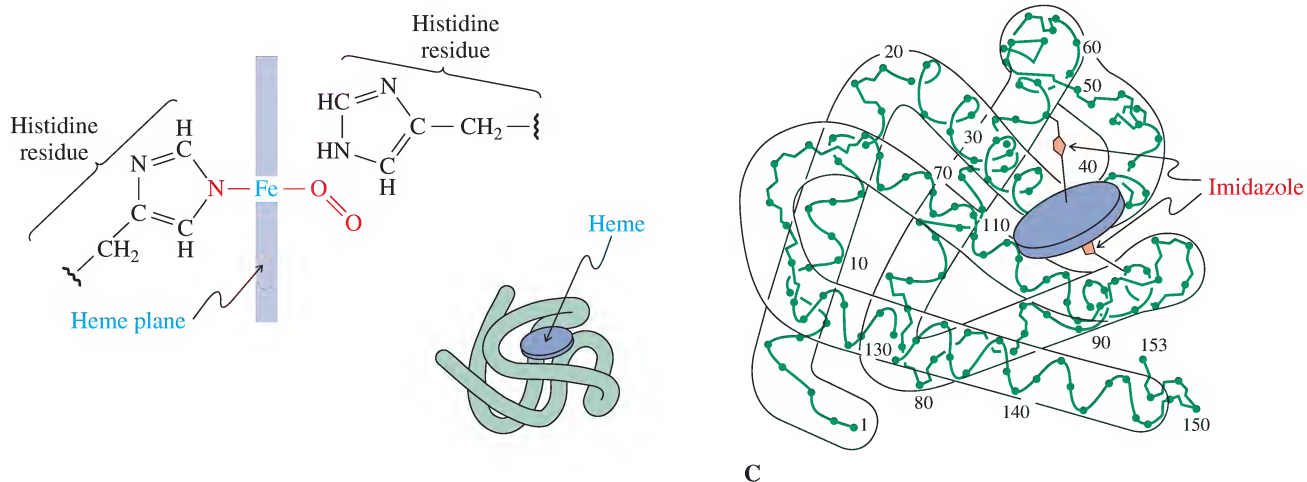 Histidine
residue
Histidine
residue
H
C
N
C
C
H
CH2
N
Fe
O
O
HC
N
HN
C
C
H
CH2
Heme plane
Heme
20
60
50
30
40
70
Imidazole
110
10
90
130
153
80
140
150
1
C